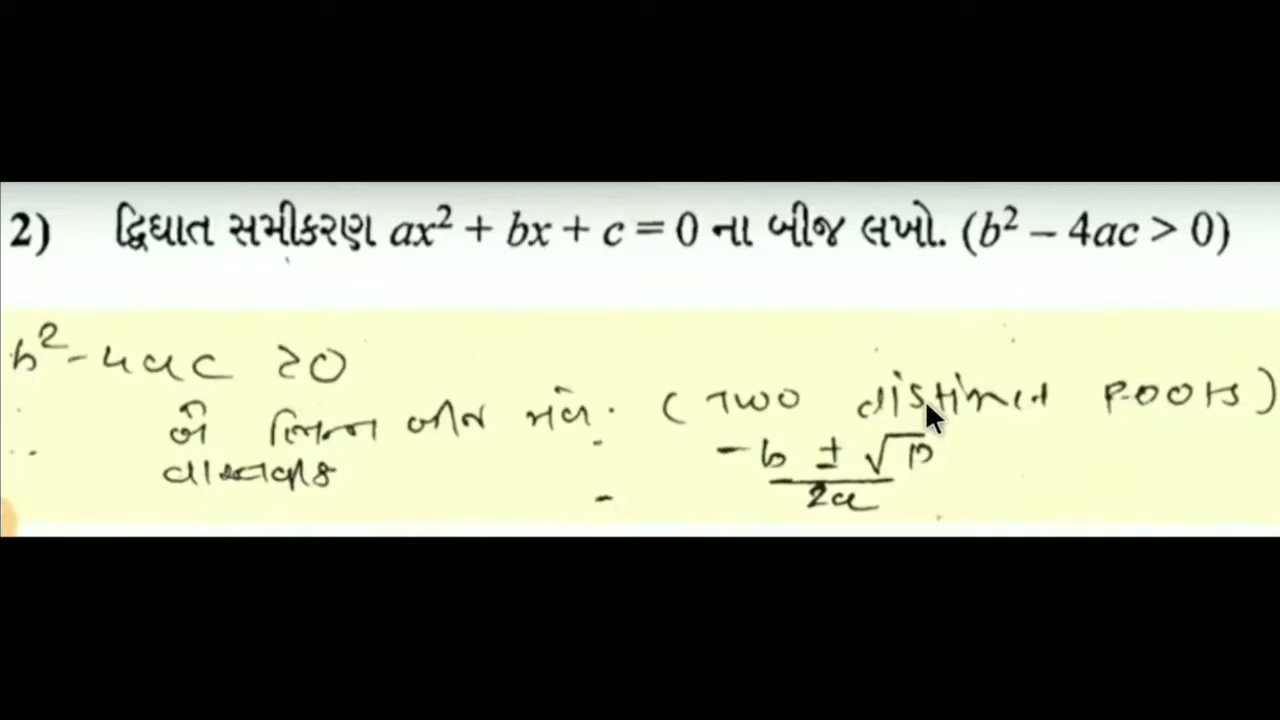 2) દ્વિઘાત સમીકરણ ax² + bx + c = 0 ના બીજ લખો. (b² – 4ac > 0)
b² - 4ac > 0
∴ બે ભિન્ન બીજ મળે. (Two distinct roots)
વાસ્તવીક
-b ± √D
2a